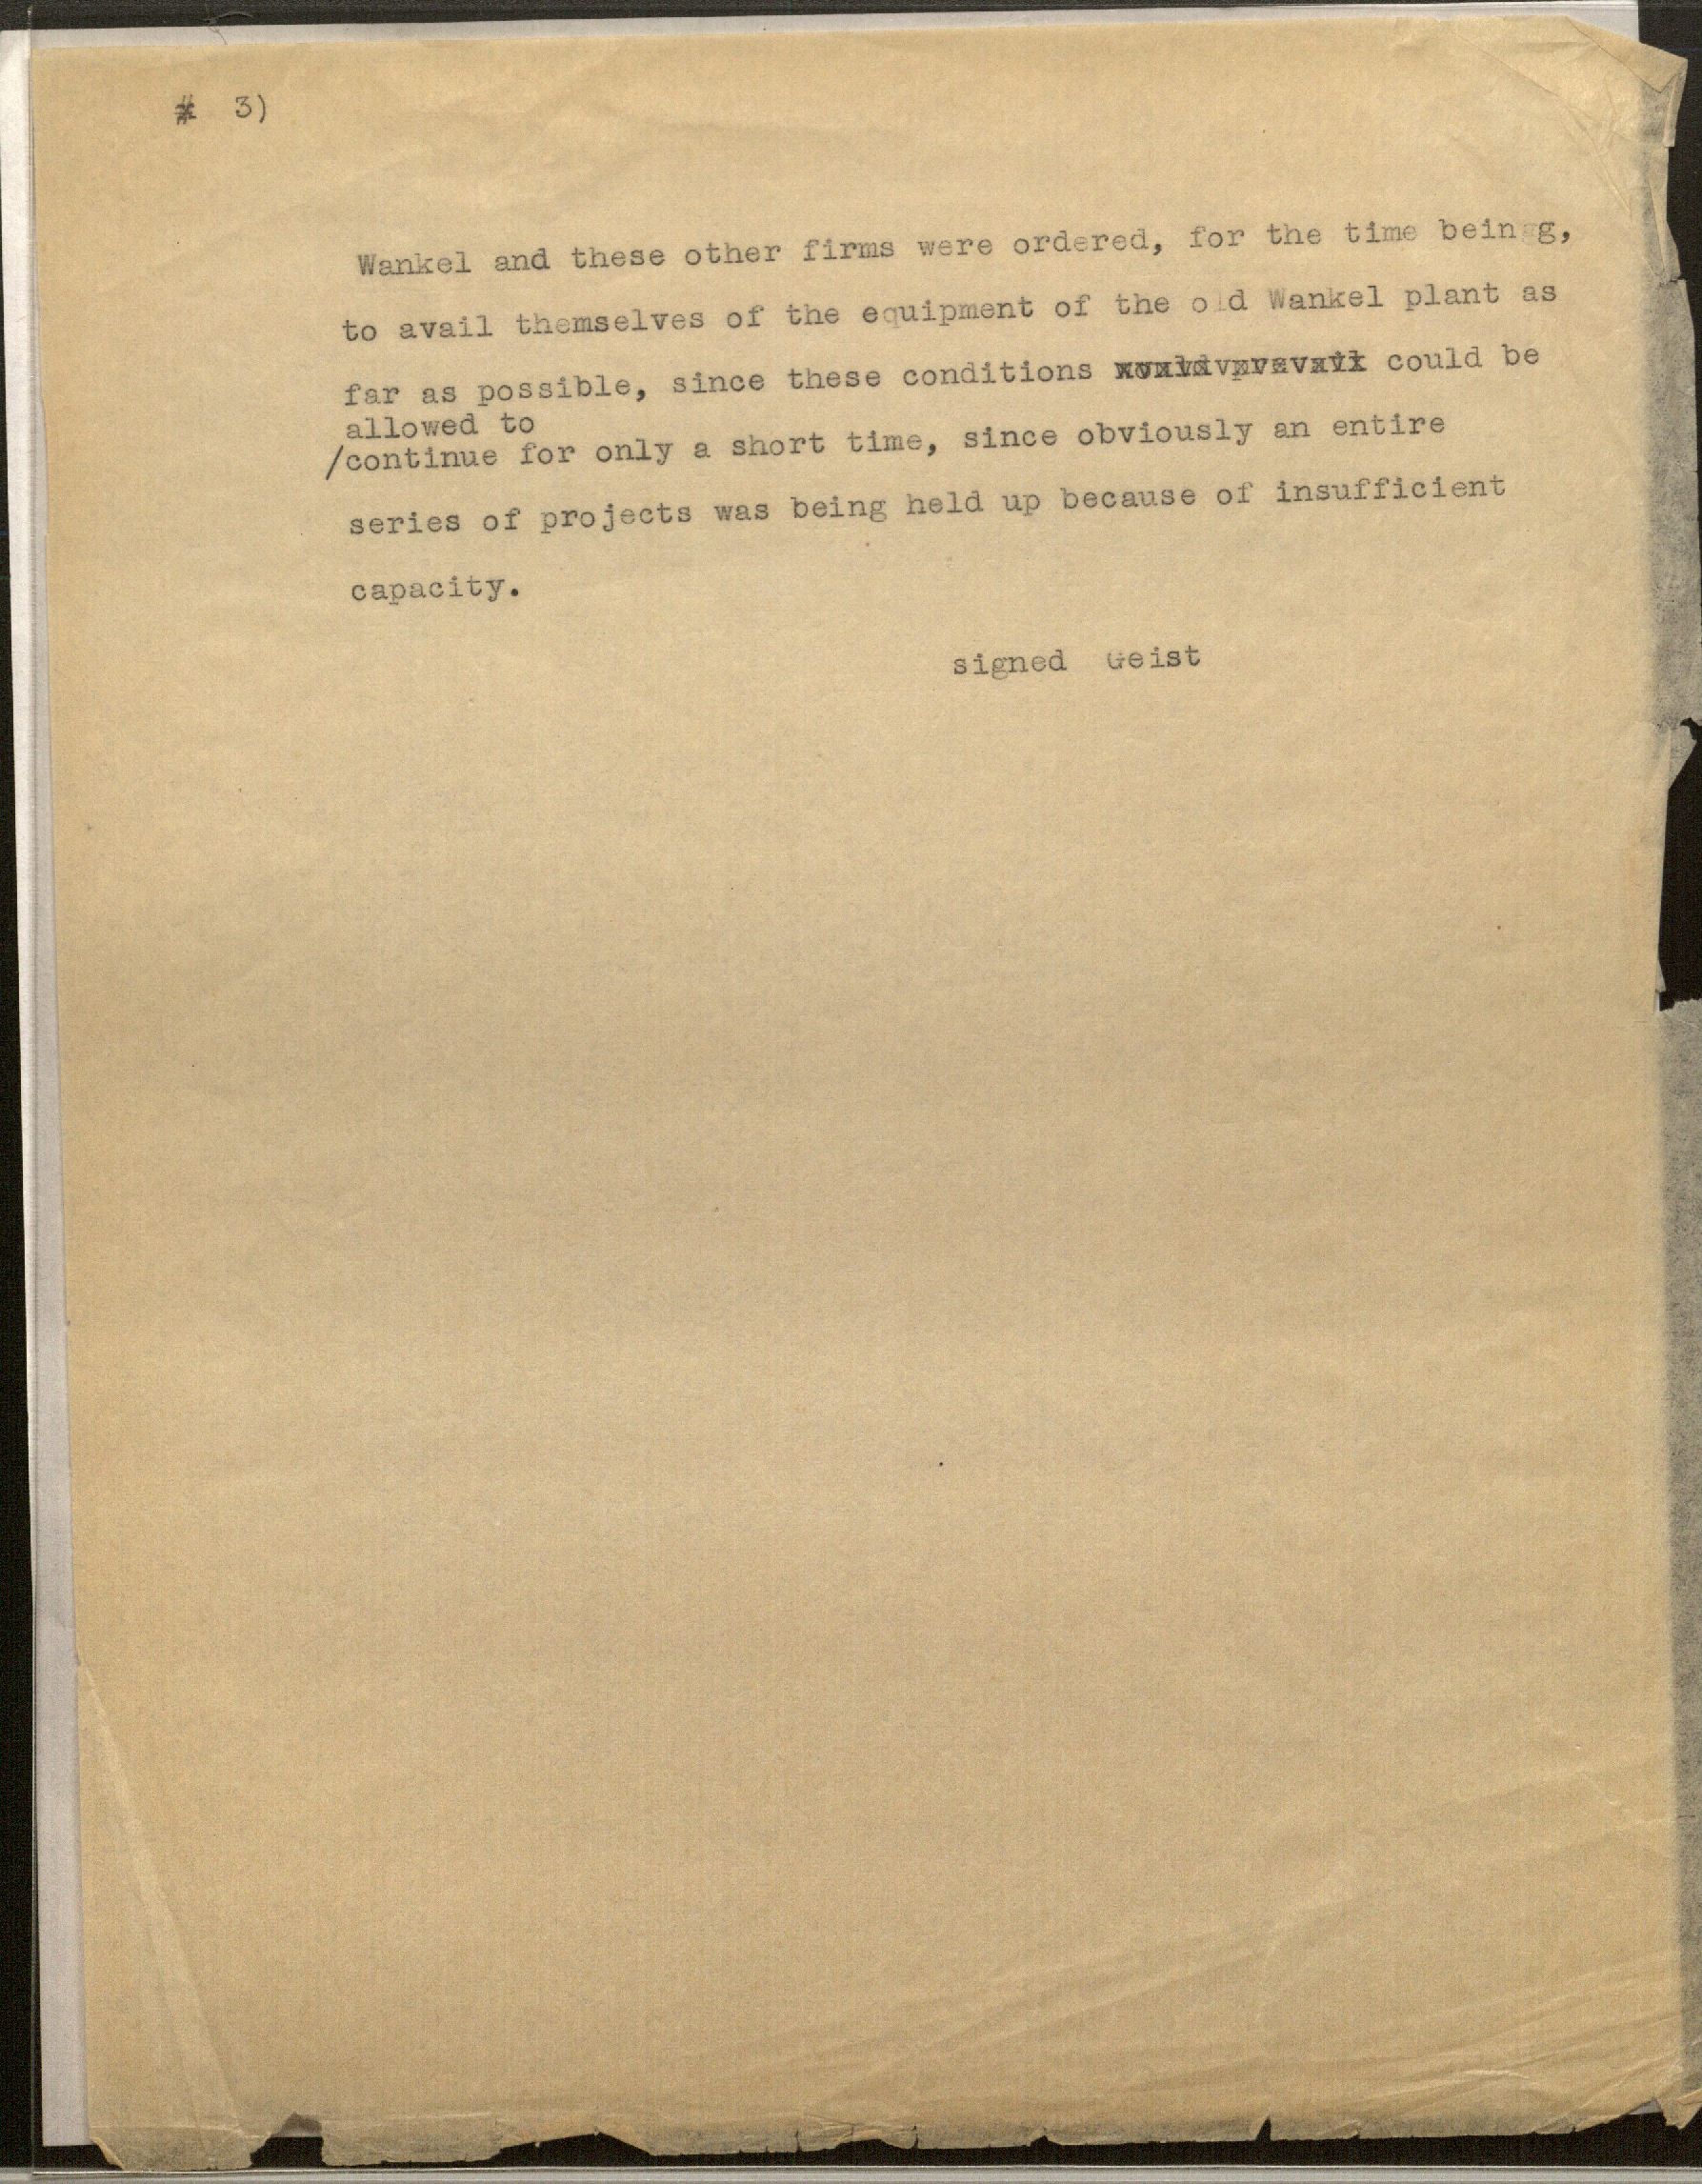 # 3)
Wankel and these other firms were ordered, for the time being,
to avail themselves of the equipment of the old Wankel plant as
far as possible, since these conditions could be
allowed to
/continue for only a short time, since obviously an entire
series of projects was being held up because of insufficient
capacity.
signed Geist